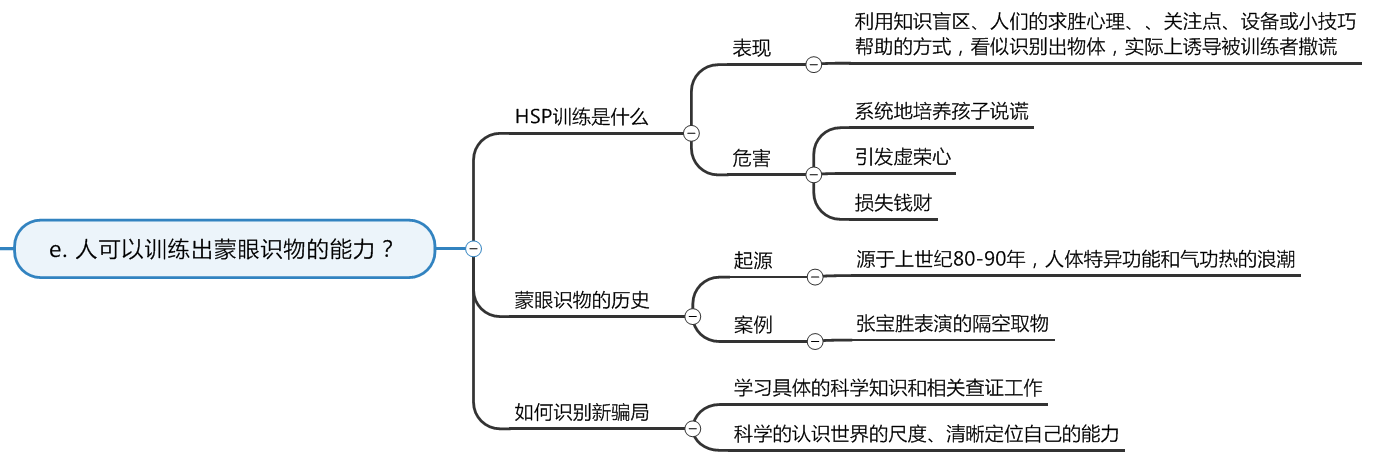 利用知识盲区、人们的求胜心理、、关注点、设备或小技巧
帮助的方式，看似识别出物体，实际上诱导被训练者撒谎
表现
HSP训练是什么
系统地培养孩子说谎
危害
引发虚荣心
损失钱财
e. 人可以训练出蒙眼识物的能力？
起源
源于上世纪80-90年，人体特异功能和气功热的浪潮
蒙眼识物的历史
案例
张宝胜表演的隔空取物
学习具体的科学知识和相关查证工作
如何识别新骗局
科学的认识世界的尺度、清晰定位自己的能力